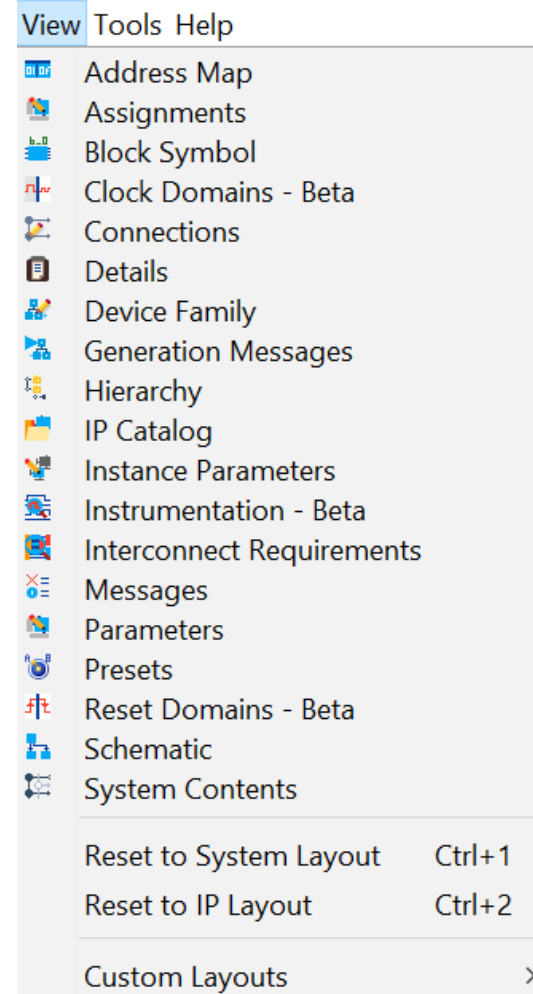 View Tools Help
Address Map
Assignments
Block Symbol
Clock Domains - Beta
Connections
Details
Device Family
Generation Messages
Hierarchy
IP Catalog
Instance Parameters
Instrumentation - Beta
Interconnect Requirements
Messages
Parameters
Presets
Reset Domains - Beta
Schematic
System Contents
Reset to System Layout Ctrl+1
Reset to IP Layout Ctrl+2
Custom Layouts